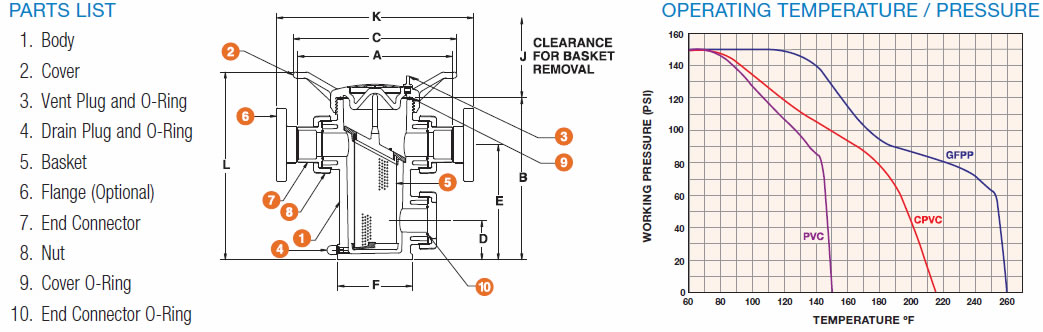 PARTS LIST
1. Body
2. Cover
3. Vent Plug and O-Ring
4. Drain Plug and O-Ring
5. Basket
6. Flange (Optional)
7. End Connector
8. Nut
9. Cover O-Ring
10. End Connector O-Ring
K
C
A
2
J
CLEARANCE
FOR BASKET
REMOVAL
6
3
9
L
B
E
5
7
8
1
D
4
F
10
OPERATING TEMPERATURE / PRESSURE
WORKING PRESSURE (PSI)
160
140
120
100
80
60
40
20
0
GFPP
CPVC
PVC
60 80 100 120 140 160 180 200 220 240 260
TEMPERATURE ºF